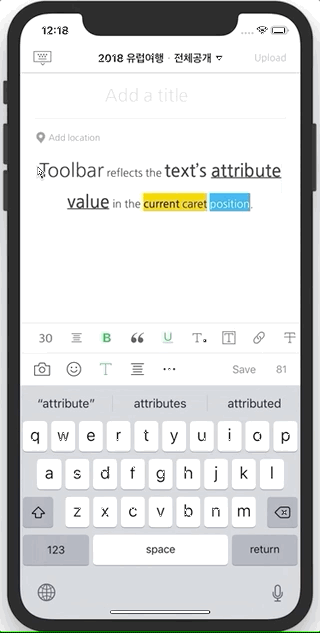 12:18
2018 유럽여행 · 전체공개 ▽ Upload
Add a title
Add location
Toolbar reflects the text's attribute
value in the current caret position.
30 B U T T T
T Save 81
"attribute" attributes attributed
q w e r t y u i o p
a s d f g h j k l
z x c v b n m
123 space return